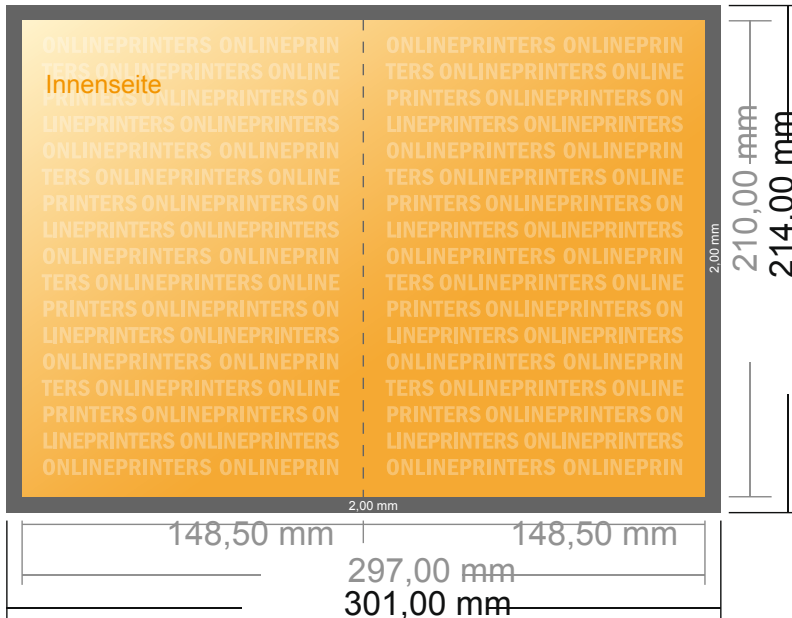 ONLINEPRINTERS ONLINEPRIN
TERS ONLINEPRINTERS ONLINE
PRINTERS ONLINEPRINTERS ON
LINEPRINTERS ONLINEPRINTERS
ONLINEPRINTERS ONLINEPRIN
TERS ONLINEPRINTERS ONLINE
PRINTERS ONLINEPRINTERS ON
LINEPRINTERS ONLINEPRINTERS
ONLINEPRINTERS ONLINEPRIN
TERS ONLINEPRINTERS ONLINE
PRINTERS ONLINEPRINTERS ON
LINEPRINTERS ONLINEPRINTERS
ONLINEPRINTERS ONLINEPRIN
TERS ONLINEPRINTERS ONLINE
PRINTERS ONLINEPRINTERS ON
LINEPRINTERS ONLINEPRINTERS
ONLINEPRINTERS ONLINEPRIN
Innenseite
ONLINEPRINTERS ONLINEPRIN
TERS ONLINEPRINTERS ONLINE
PRINTERS ONLINEPRINTERS ON
LINEPRINTERS ONLINEPRINTERS
ONLINEPRINTERS ONLINEPRIN
TERS ONLINEPRINTERS ONLINE
PRINTERS ONLINEPRINTERS ON
LINEPRINTERS ONLINEPRINTERS
ONLINEPRINTERS ONLINEPRIN
TERS ONLINEPRINTERS ONLINE
PRINTERS ONLINEPRINTERS ON
LINEPRINTERS ONLINEPRINTERS
ONLINEPRINTERS ONLINEPRIN
TERS ONLINEPRINTERS ONLINE
PRINTERS ONLINEPRINTERS ON
LINEPRINTERS ONLINEPRINTERS
ONLINEPRINTERS ONLINEPRIN
2,00 mm
210,00 mm
214,00 mm
2,00 mm
148,50 mm
148,50 mm
297,00 mm
301,00 mm